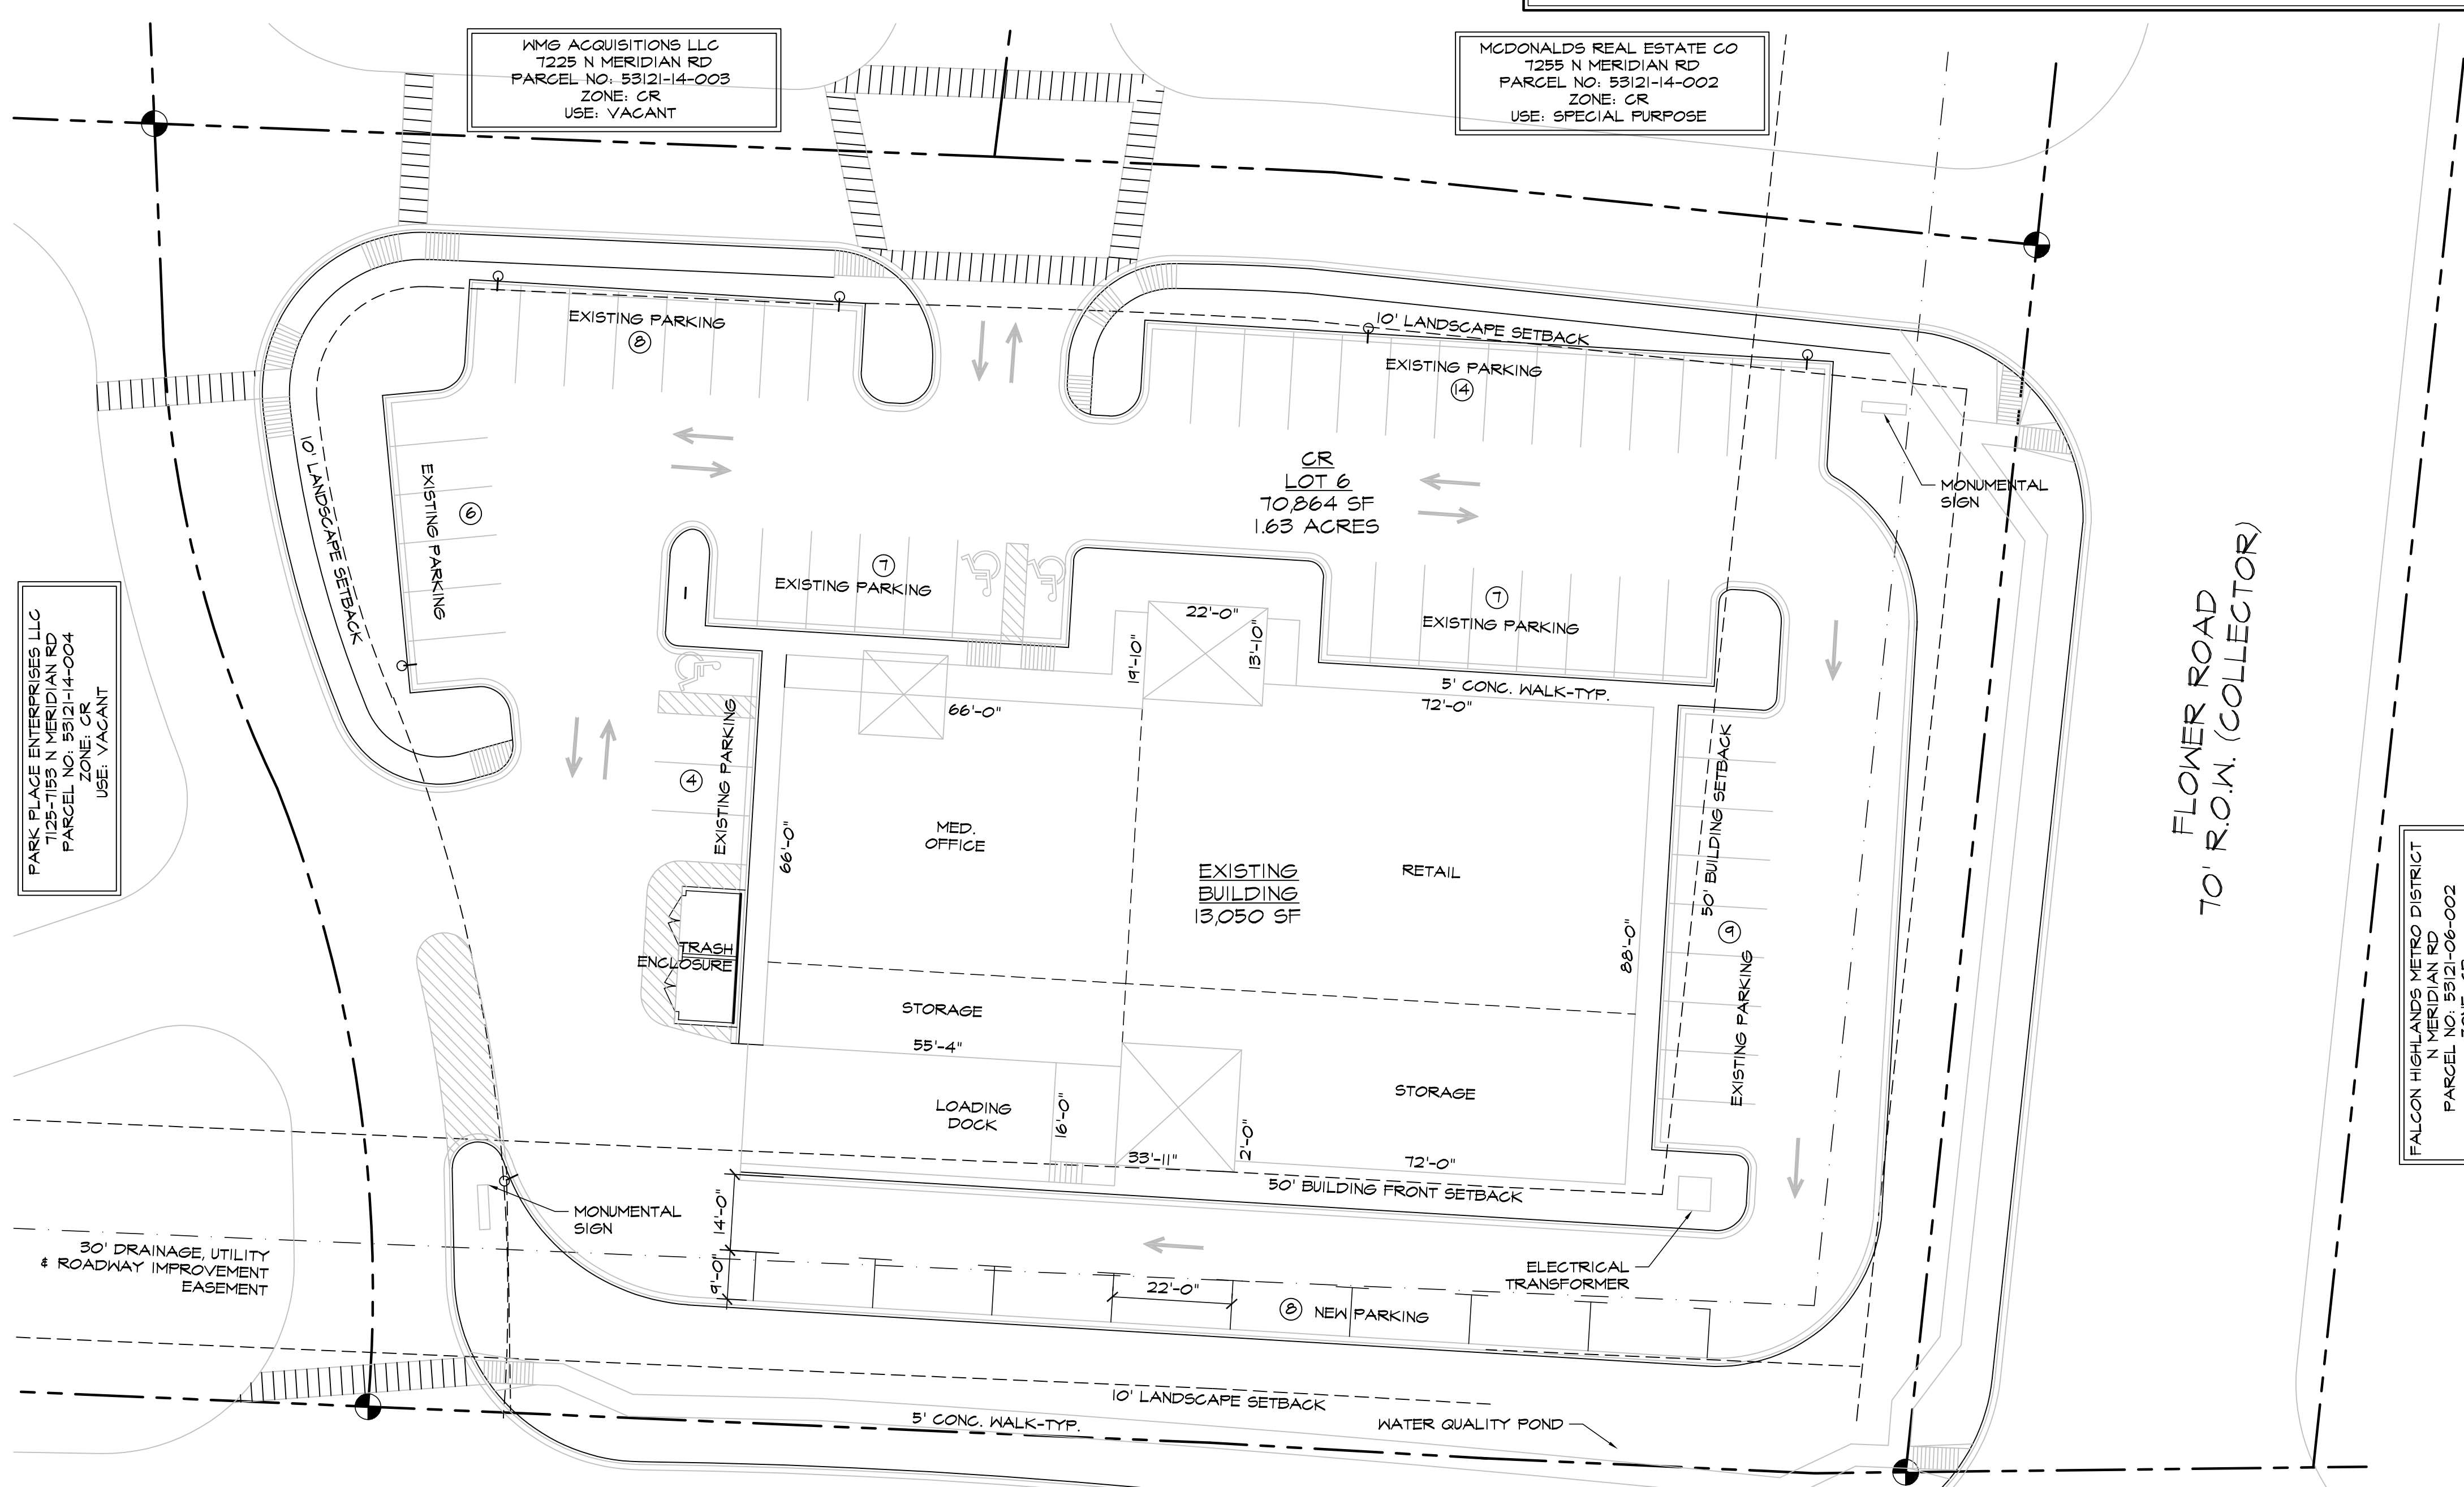 WMG ACQUISITIONS LLC
7225 N MERIDIAN RD
PARCEL NO: 53121-14-003
ZONE: CR
USE: VACANT
MCDONALDS REAL ESTATE CO
7255 N MERIDIAN RD
PARCEL NO: 53121-14-002
ZONE: CR
USE: SPECIAL PURPOSE
EXISTING PARKING
8
10' LANDSCAPE SETBACK
EXISTING PARKING
14
10' LANDSCAPE SETBACK
EXISTING PARKING
6
CR
LOT 6
70,864 SF
1.63 ACRES
MONUMENTAL
SIGN
7
EXISTING PARKING
7
EXISTING PARKING
FLOWER ROAD
70' R.O.W. (COLLECTOR)
PARK PLACE ENTERPRISES LLC
7125-7153 N MERIDIAN RD
PARCEL NO: 53121-14-004
ZONE: CR
USE: VACANT
22'-0"
19'-10"
13'-10"
5' CONC. WALK-TYP.
66'-0"
72'-0"
4
EXISTING PARKING
66'-0"
MED.
OFFICE
EXISTING
BUILDING
13,050 SF
RETAIL
50' BUILDING SETBACK
88'-0"
9
EXISTING PARKING
TRASH
ENCLOSURE
STORAGE
55'-4"
LOADING
DOCK
16'-0"
STORAGE
33'-11"
2'-0"
72'-0"
50' BUILDING FRONT SETBACK
FALCON HIGHLANDS METRO DISTRICT
N MERIDIAN RD
PARCEL NO: 53121-06-002
MONUMENTAL
SIGN
14'-0"
9'-0"
30' DRAINAGE, UTILITY
& ROADWAY IMPROVEMENT
EASEMENT
22'-0"
8 NEW PARKING
ELECTRICAL
TRANSFORMER
10' LANDSCAPE SETBACK
5' CONC. WALK-TYP.
WATER QUALITY POND